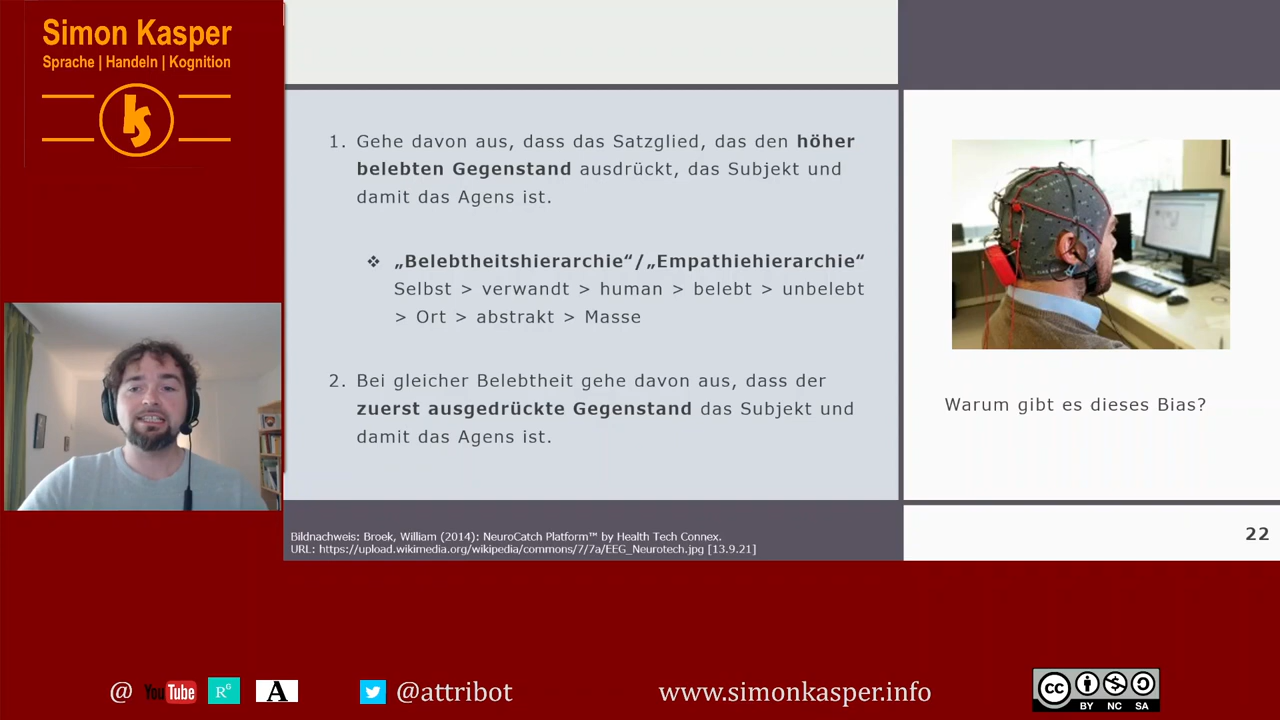 Simon Kasper
Sprache | Handeln | Kognition
ks
1. Gehe davon aus, dass das Satzglied, das den höher
belebten Gegenstand ausdrückt, das Subjekt und
damit das Agens ist.
❖ „Belebtheitshierarchie“/„Empathiehierarchie“
Selbst > verwandt > human > belebt > unbelebt
> Ort > abstrakt > Masse
2. Bei gleicher Belebtheit gehe davon aus, dass der
zuerst ausgedrückte Gegenstand das Subjekt und
damit das Agens ist.
Warum gibt es dieses Bias?
Bildnachweis: Broek, William (2014): NeuroCatch Platform™ by Health Tech Connex.
URL: https://upload.wikimedia.org/wikipedia/commons/7/7a/EEG_Neurotech.jpg [13.9.21]
22
@ YouTube RG A @attribot www.simonkasper.info cc BY NC SA